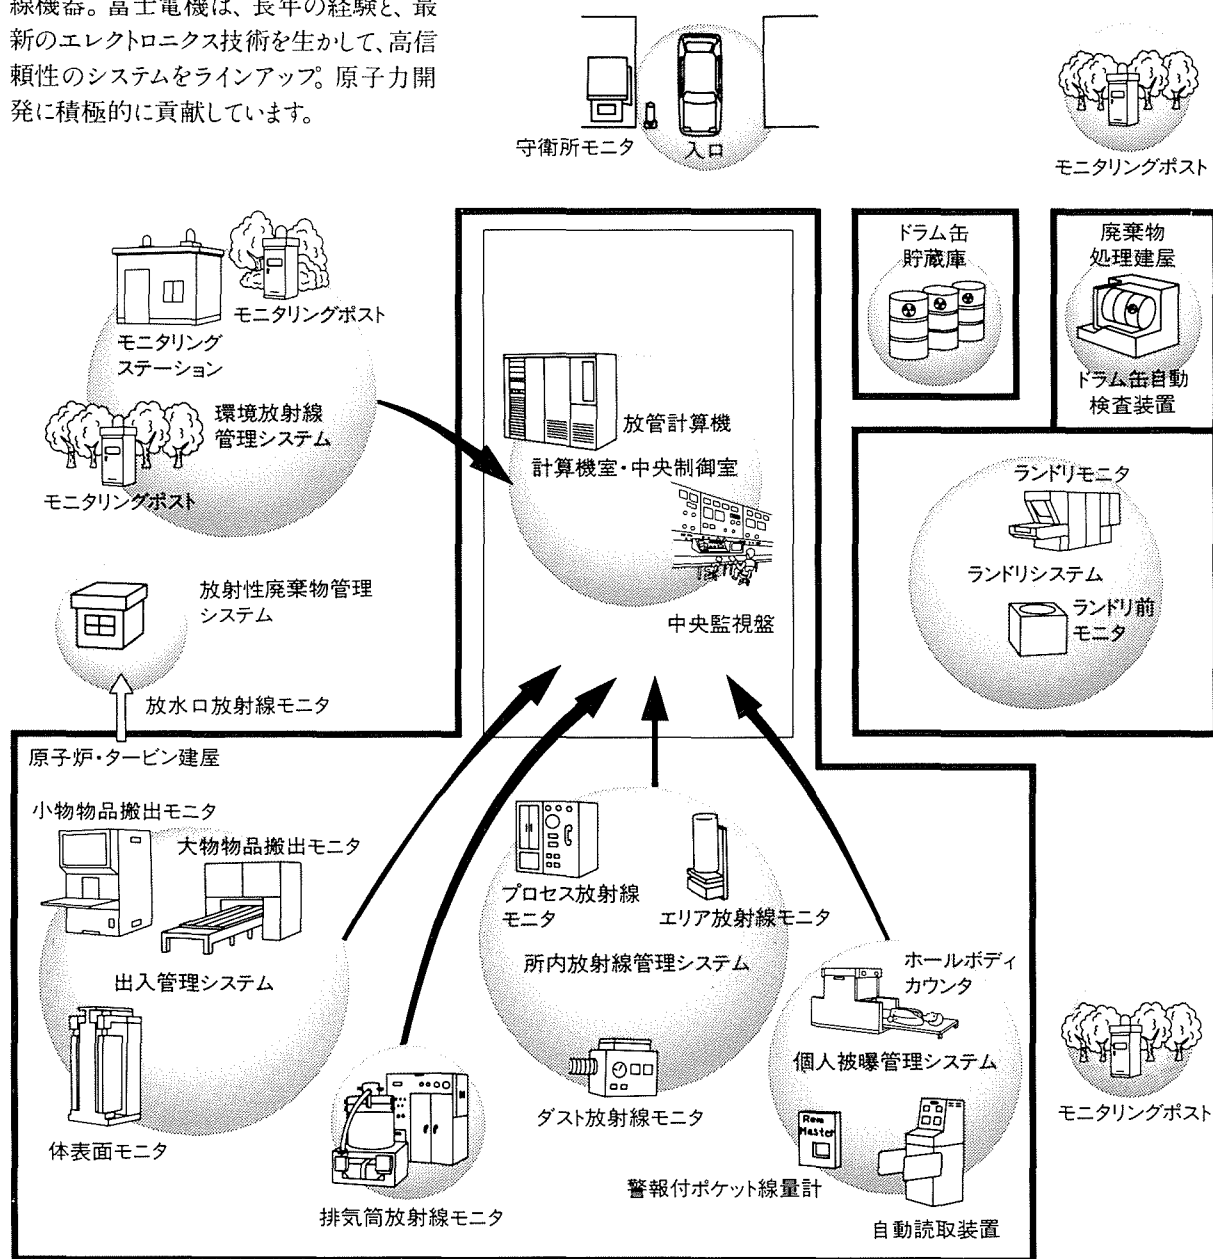 線機器。富士電機は、長年の経験と、最
新のエレクトロニクス技術を生かして、高信
頼性のシステムをラインアップ。原子力開
発に積極的に貢献しています。
守衛所モニタ
入口
モニタリングポスト
モニタリング
ステーション
モニタリングポスト
環境放射線
管理システム
モニタリングポスト
放管計算機
計算機室・中央制御室
中央監視盤
ドラム缶
貯蔵庫
廃棄物
処理建屋
ドラム缶自動
検査装置
ランドリモニタ
ランドリシステム
ランドリ前
モニタ
放射性廃棄物管理
システム
放水口放射線モニタ
原子炉・タービン建屋
小物物品搬出モニタ
大物物品搬出モニタ
出入管理システム
体表面モニタ
排気筒放射線モニタ
プロセス放射線
モニタ
エリア放射線モニタ
所内放射線管理システム
ダスト放射線モニタ
ホールボディ
カウンタ
個人被曝管理システム
Rem
Master
警報付ポケット線量計
自動読取装置
モニタリングポスト